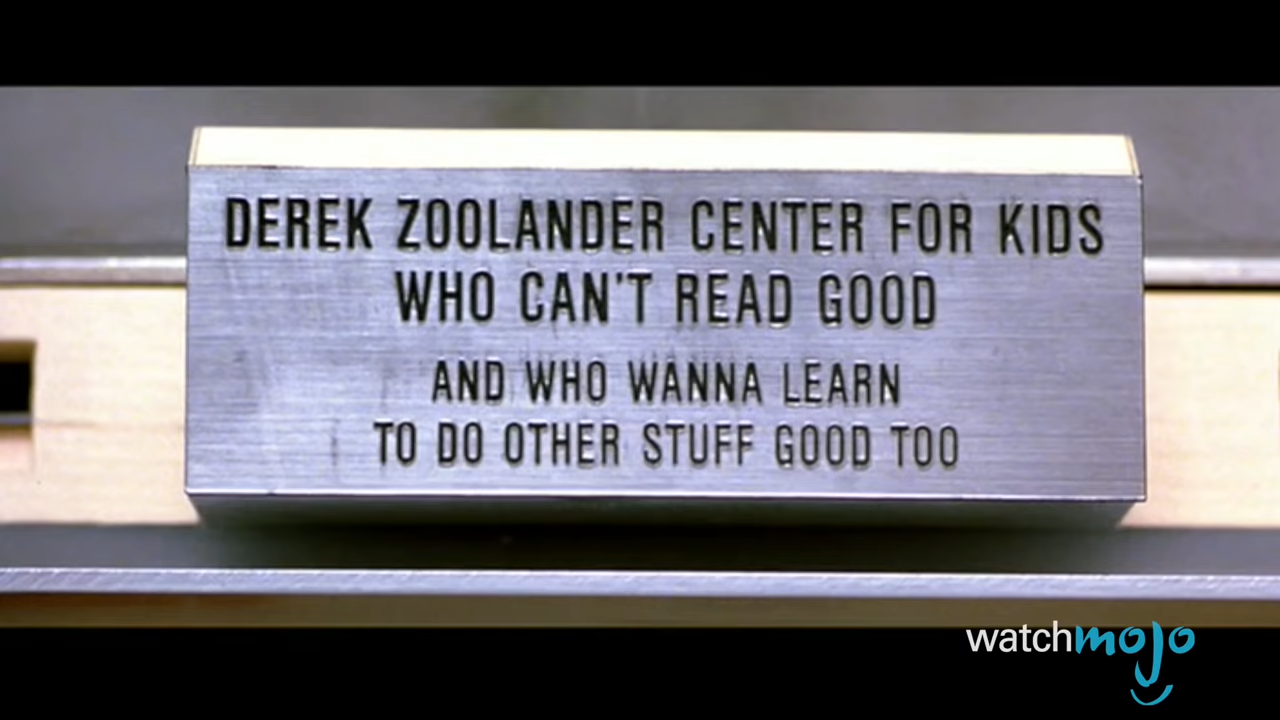 DEREK ZOOLANDER CENTER FOR KIDS
WHO CAN'T READ GOOD
AND WHO WANNA LEARN
TO DO OTHER STUFF GOOD TOO
watchmojo